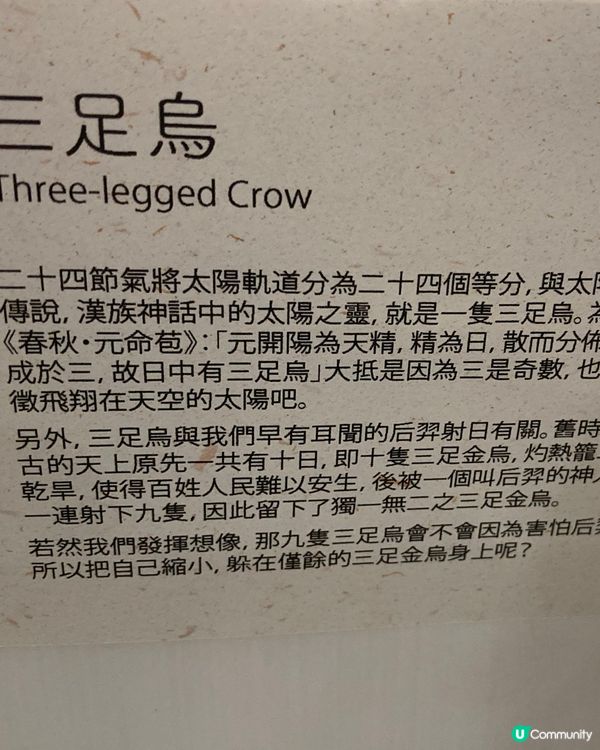 三足烏
Three-legged Crow
二十四節氣將太陽軌道分為二十四個等分, 與太
傳說, 漢族神話中的太陽之靈, 就是一隻三足烏。
《春秋・元命苞》:「元開陽為天精, 精為日, 散而分佈
成於三, 故日中有三足烏」大抵是因為三是奇數, 也
徵飛翔在天空的太陽吧。
另外, 三足烏與我們早有耳聞的后羿射日有關。舊時
古的天上原先一共有十日, 即十隻三足金烏, 灼熱籠
乾旱, 使得百姓人民難以安生, 後被一個叫后羿的神
一連射下九隻, 因此留下了獨一無二之三足金烏。
若然我們發揮想像, 那九隻三足烏會不會因為害怕后
所以把自己縮小, 躲在僅餘的三足金烏身上呢?
U Community